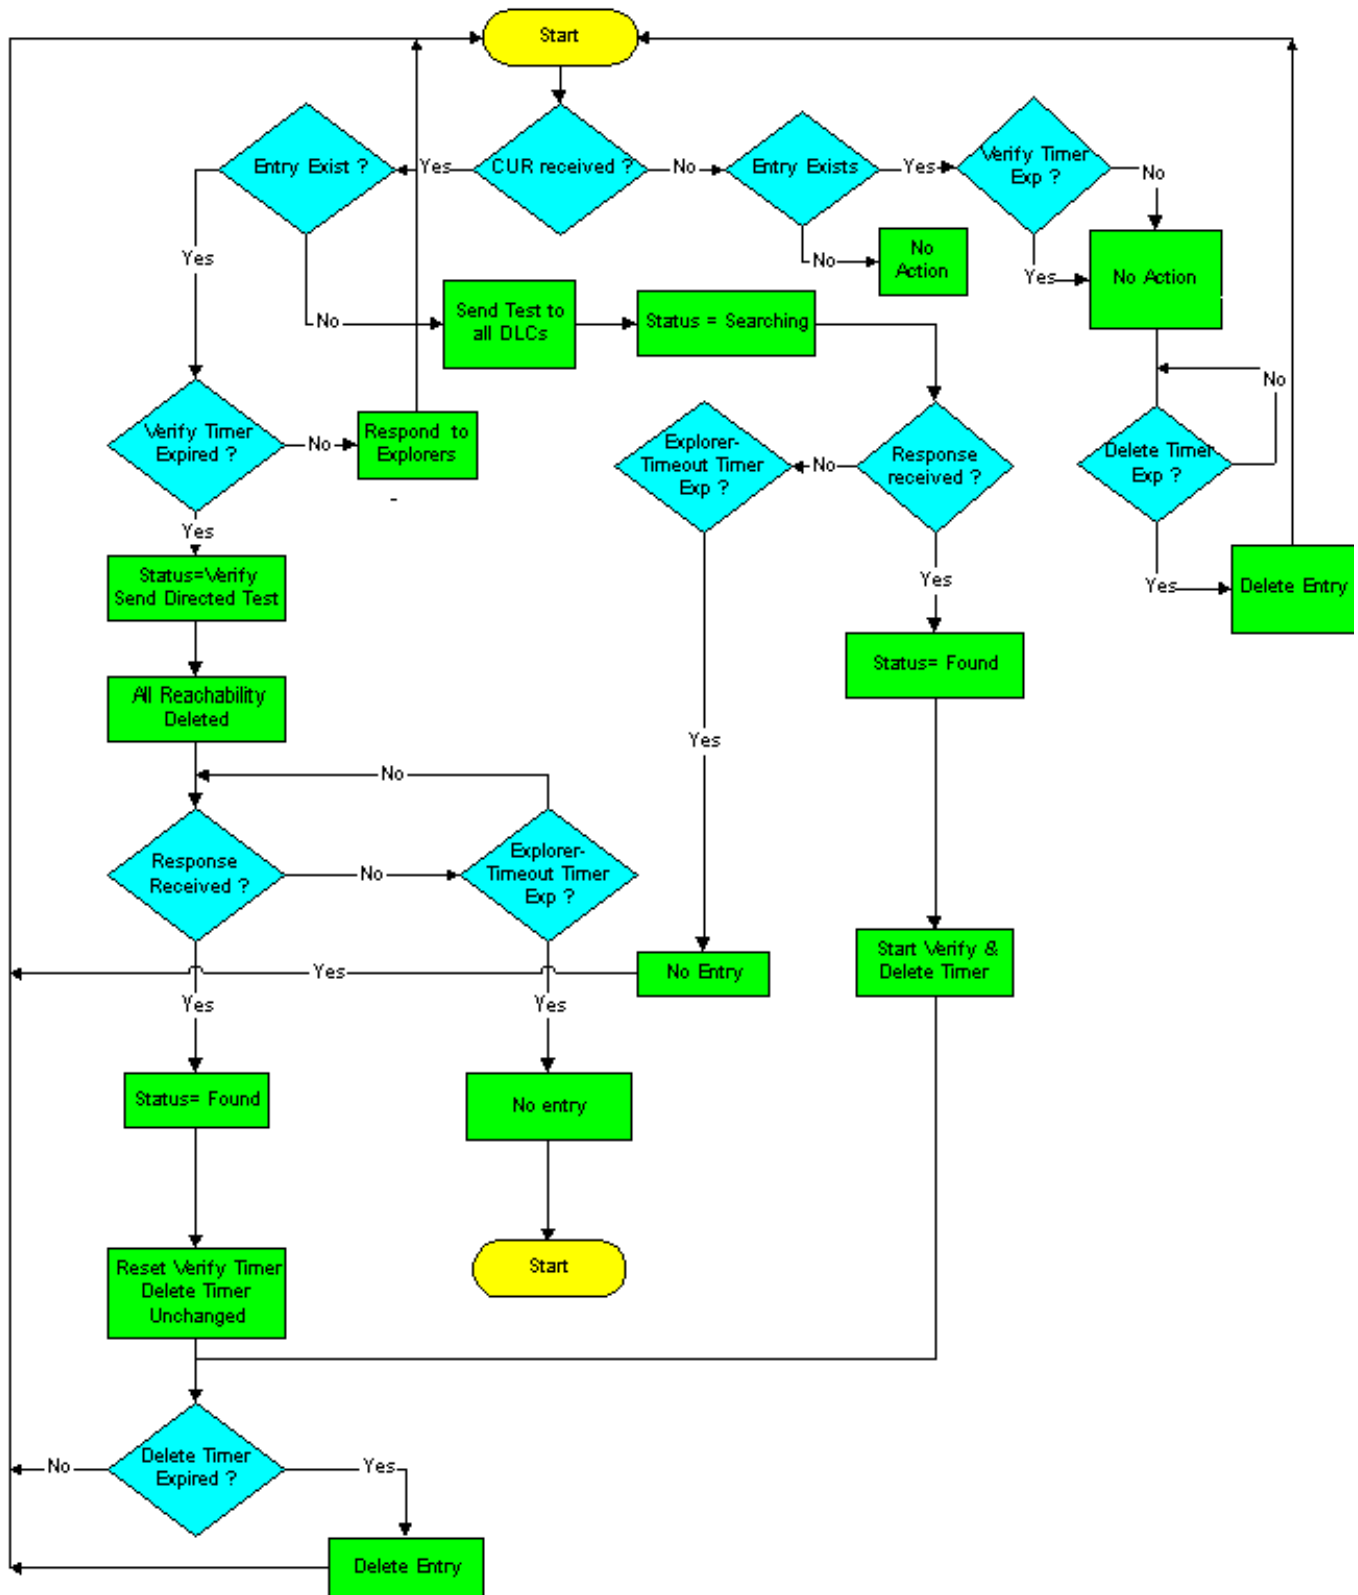 Start
Entry Exist ?
Yes
CUR received ?
No
Entry Exists
Yes
Verify Timer
Exp ?
No
Yes
No
No
Action
Yes
No Action
No
Send Test to
all DLCs
Status = Searching
No
Verify Timer
Expired ?
No
Respond to
Explorers
Explorer-
Timeout Timer
Exp ?
No
Response
received ?
Delete Timer
Exp ?
Yes
Status=Verify
Send Directed Test
Yes
Yes
Delete Entry
All Reachability
Deleted
Status= Found
Yes
No
Response
Received ?
No
Explorer-
Timeout Timer
Exp ?
Start Verify &
Delete Timer
Yes
No Entry
Yes
Yes
Status= Found
No entry
Reset Verify Timer
Delete Timer
Unchanged
Start
No
Delete Timer
Expired ?
Yes
Delete Entry